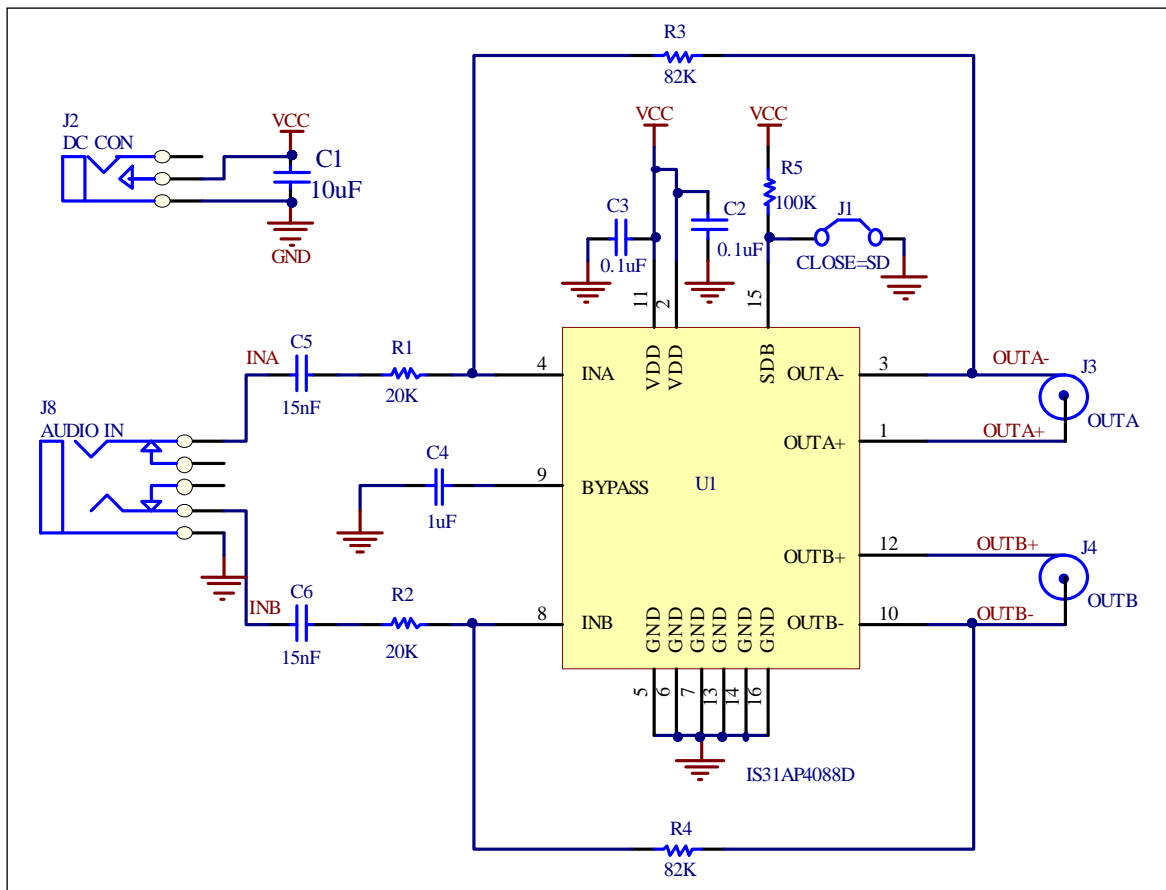 R3
82K
J2
DC CON
VCC
C1
10uF
GND
VCC
VCC
R5
100K
C3
0.1uF
C2
0.1uF
J1
CLOSE=SD
11
2
15
INA
C5
15nF
R1
20K
4
INA
VDD
VDD
SDB
OUTA-
3
OUTA-
J3
OUTA
OUTA+
1
OUTA+
J8
AUDIO IN
C4
1uF
9
BYPASS
U1
OUTB+
12
OUTB+
J4
OUTB
INB
C6
15nF
R2
20K
8
INB
GND
GND
GND
GND
GND
GND
OUTB-
10
OUTB-
5
6
7
13
14
16
IS31AP4088D
R4
82K